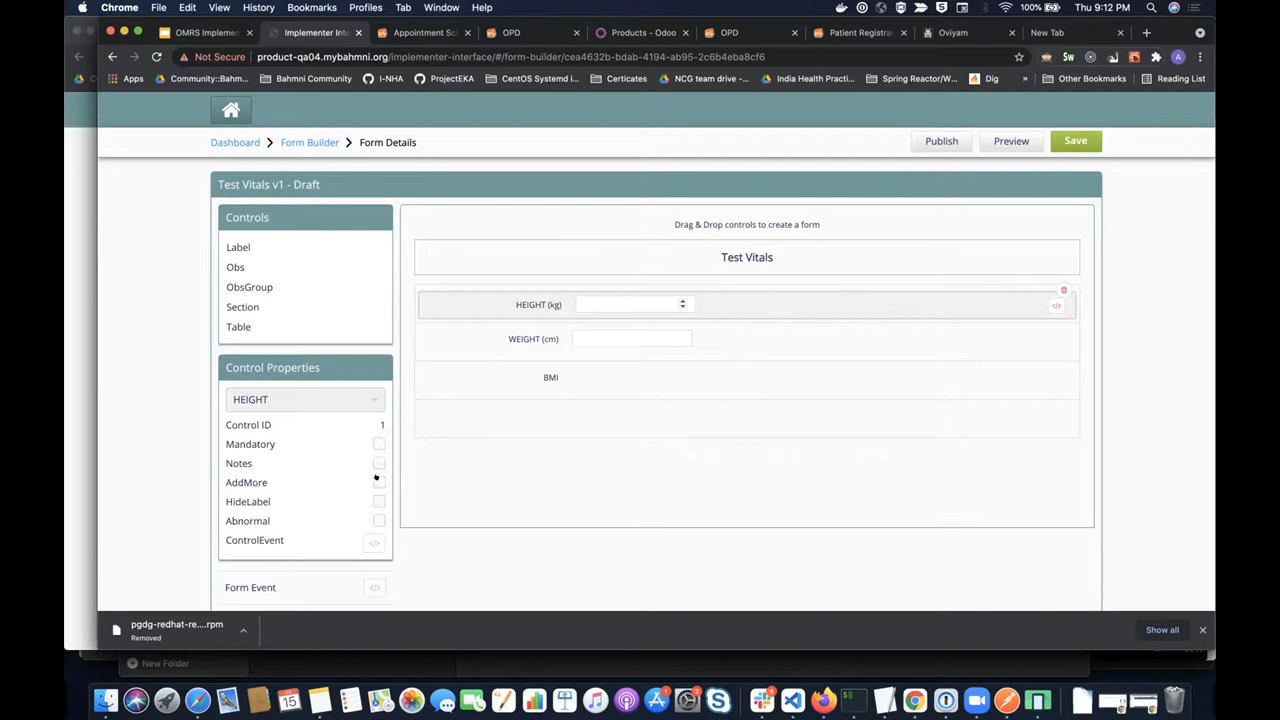 Chrome File Edit View History Bookmarks Profiles Tab Window Help 100% Thu 9:12 PM
OMRS Implemen Implementer Inte Appointment Sc OPD Products - Odoo OPD Patient Registrat Oviyam New Tab
Not Secure product-qa04.mybahmni.org/implementer-interface/#/form-builder/cea4632b-bdab-4194-ab95-2c6b4eba8cf6
Apps Community::Bahm... Bahmni Community I-NHA ProjectEKA CentOS Systemd i... Certicates NCG team drive -... India Health Practi... Spring Reactor/W... Dig » Other Bookmarks Reading List
Dashboard Form Builder Form Details Publish Preview Save
Test Vitals v1 - Draft
Controls
Label
Obs
ObsGroup
Section
Table
Control Properties
HEIGHT
Control ID 1
Mandatory
Notes
AddMore
HideLabel
Abnormal
ControlEvent </>
Form Event </>
Drag & Drop controls to create a form
Test Vitals
HEIGHT (kg) </>
WEIGHT (cm)
BMI
pgdg-redhat-re....rpm
Removed
Show all
New Folder